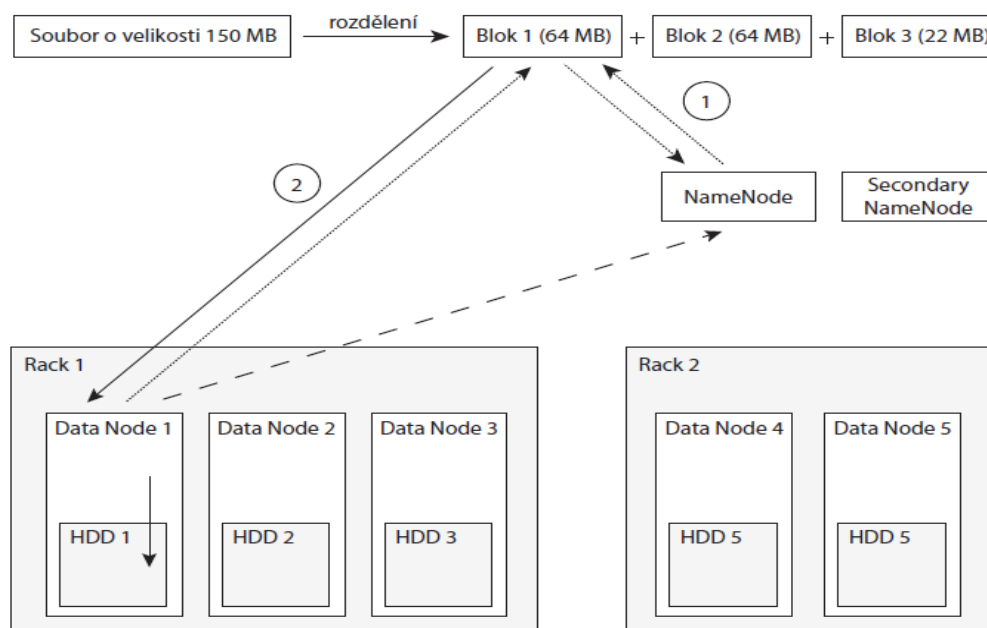 Soubor o velikosti 150 MB
rozdělení
Blok 1 (64 MB) + Blok 2 (64 MB) + Blok 3 (22 MB)
1
2
NameNode
Secondary
NameNode
Rack 1
Data Node 1
Data Node 2
Data Node 3
HDD 1
HDD 2
HDD 3
Rack 2
Data Node 4
Data Node 5
HDD 5
HDD 5